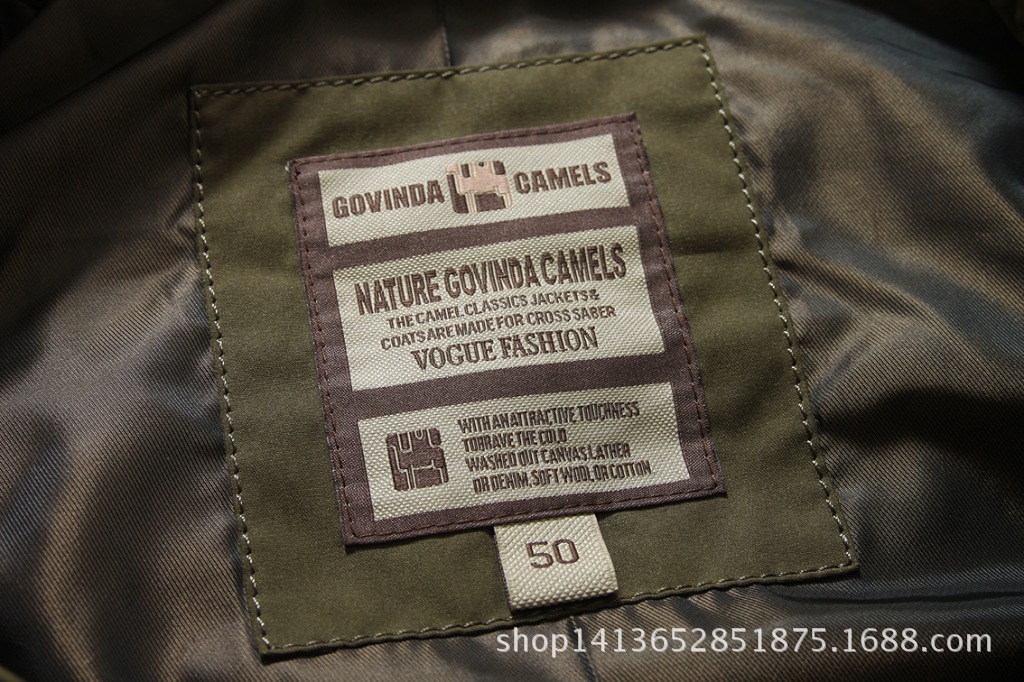 GOVINDA CAMELS
NATURE GOVINDA CAMELS
THE CAMEL CLASSICS JACKETS &
COATS ARE MADE FOR CROSS SABER
VOGUE FASHION
WITH AN ATTRACTIVE TOUCHNESS
TOBRAVE THE COLD
WASHED OUT CANVAS, LATHER
OR DENIM, SOFT WOOL, OR COTTON
50
shop1413652851875.1688.com